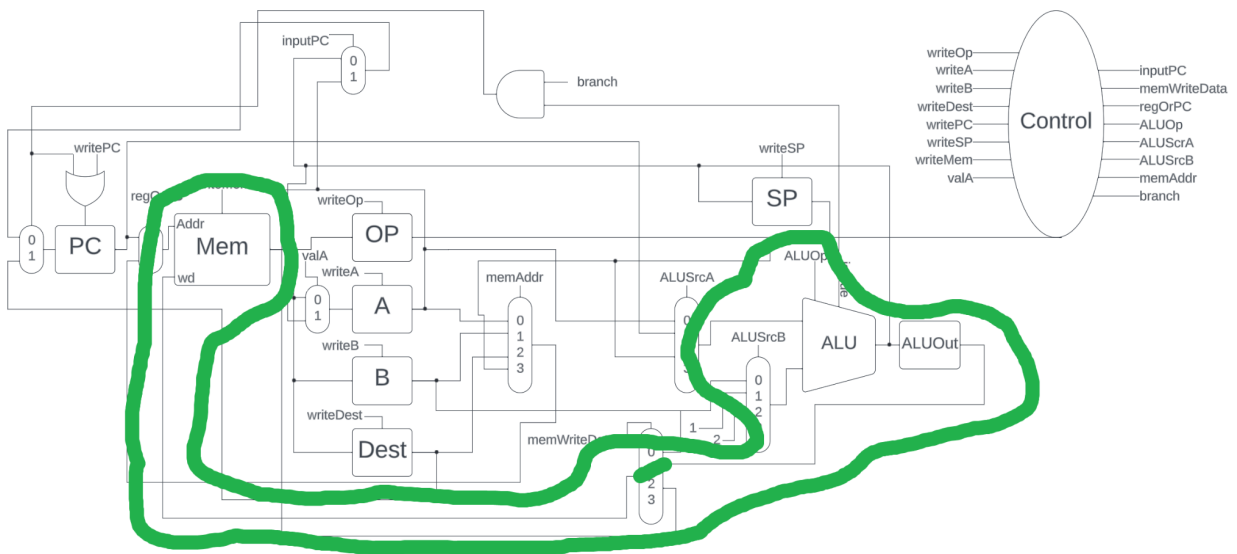 inputPC
0
1
branch
writeOp
writeA
writeB
writeDest
writePC
writeSP
writeMem
valA
Control
inputPC
memWriteData
regOrPC
ALUOp
ALUScrA
ALUSrcB
memAddr
branch
writePC
0
1
PC
Addr
Mem
wd
writeOp
OP
valA
0
1
writeA
A
writeB
B
writeDest
Dest
memAddr
0
1
2
3
writeSP
SP
ALUSrcA
ALUOp
ALUSrcB
0
1
2
1
2
ALU
ALUOut
0
2
3